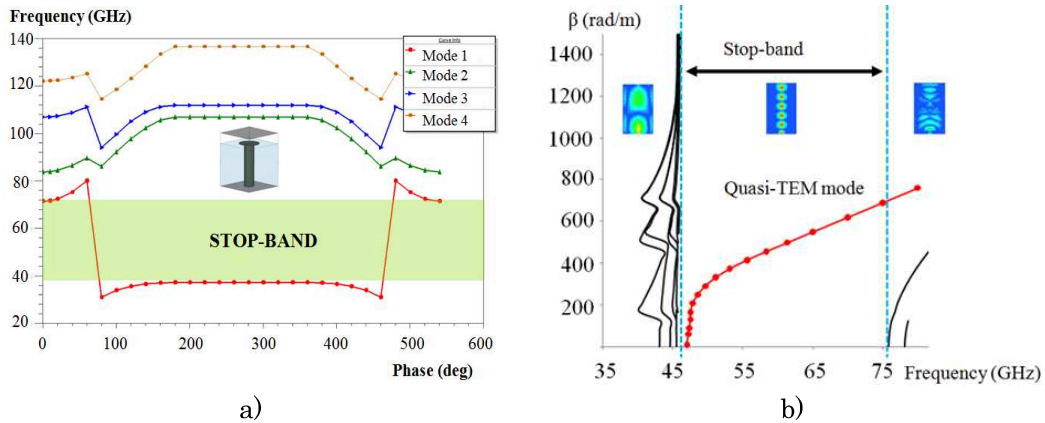 Frequency (GHz)
140
120
100
80
60
40
20
0
100
200
300
400
500
600
Phase (deg)
Curve Info
Mode 1
Mode 2
Mode 3
Mode 4
STOP-BAND
a)
β (rad/m)
1400
1200
1000
800
600
400
200
Stop-band
Quasi-TEM mode
35
45
55
65
75
Frequency (GHz)
b)